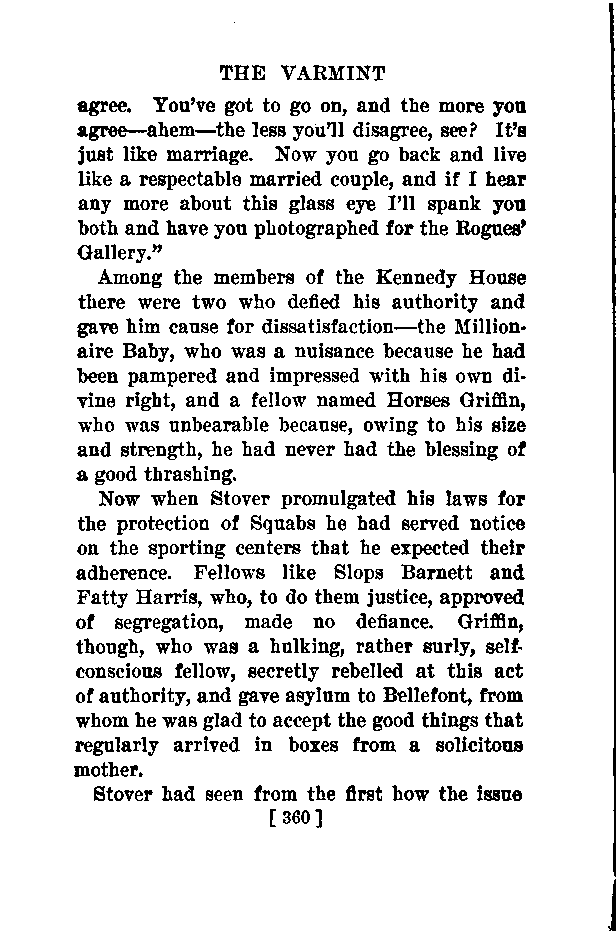 THE VARMINT
agree. You've got to go on, and the more you
agree—ahem—the less you'll disagree, see? It's
just like marriage. Now you go back and live
like a respectable married couple, and if I hear
any more about this glass eye I'll spank you
both and have you photographed for the Rogues'
Gallery."
Among the members of the Kennedy House
there were two who defied his authority and
gave him cause for dissatisfaction—the Million-
aire Baby, who was a nuisance because he had
been pampered and impressed with his own di-
vine right, and a fellow named Horses Griffin,
who was unbearable because, owing to his size
and strength, he had never had the blessing of
a good thrashing.
Now when Stover promulgated his laws for
the protection of Squabs he had served notice
on the sporting centers that he expected their
adherence. Fellows like Slops Barnett and
Fatty Harris, who, to do them justice, approved
of segregation, made no defiance. Griffin,
though, who was a hulking, rather surly, self-
conscious fellow, secretly rebelled at this act
of authority, and gave asylum to Bellefont, from
whom he was glad to accept the good things that
regularly arrived in boxes from a solicitous
mother.
Stover had seen from the first how the issue
[ 360 ]